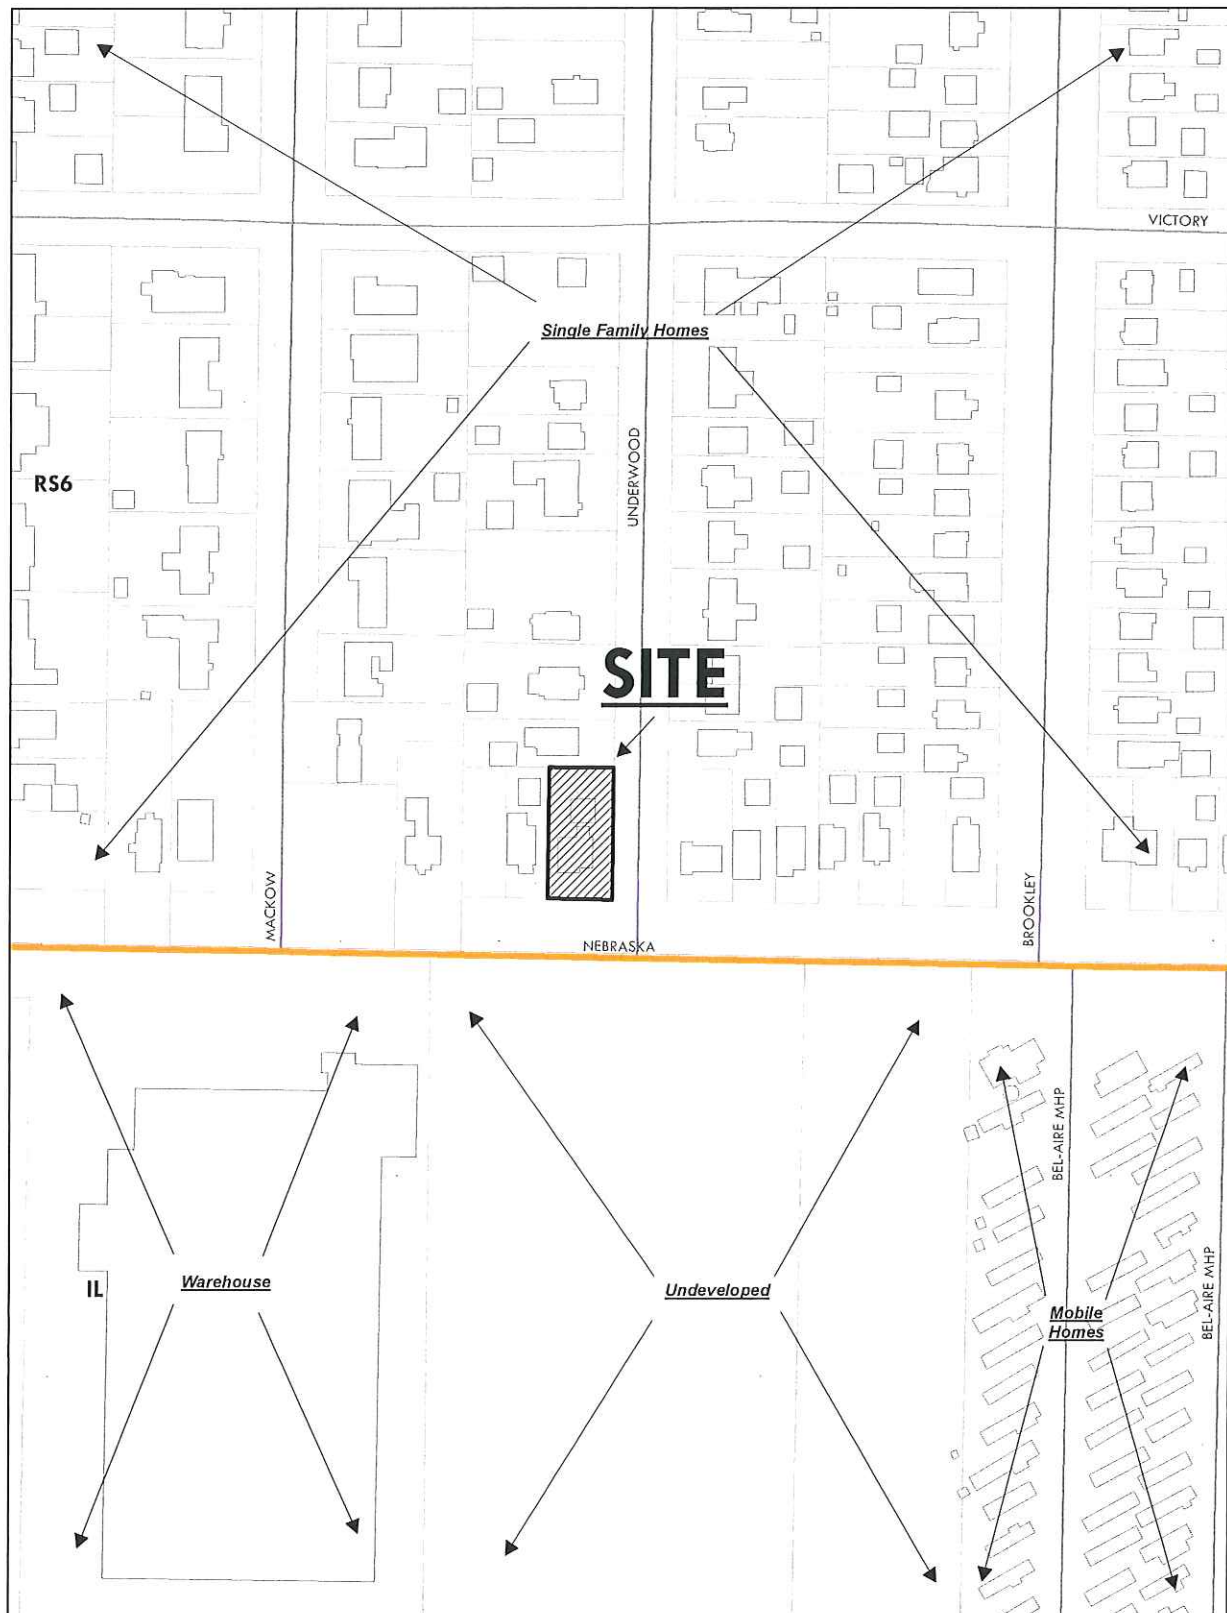 VICTORY
Single Family Homes
UNDERWOOD
RS6
SITE
MACKOW
BROOKLEY
NEBRASKA
BEL-AIRE MHP
BEL-AIRE MHP
IL
Warehouse
Undeveloped
Mobile
Homes